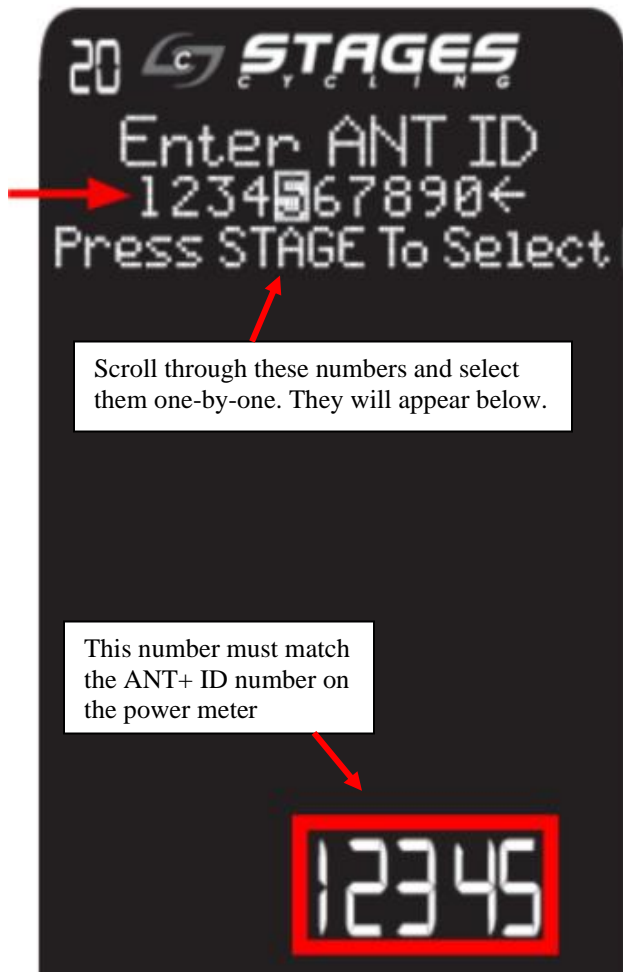 20 STAGES
CYCLING
Enter ANT ID
1234567890←
Press STAGE To Select
Scroll through these numbers and select
them one-by-one. They will appear below.
This number must match
the ANT+ ID number on
the power meter
12345